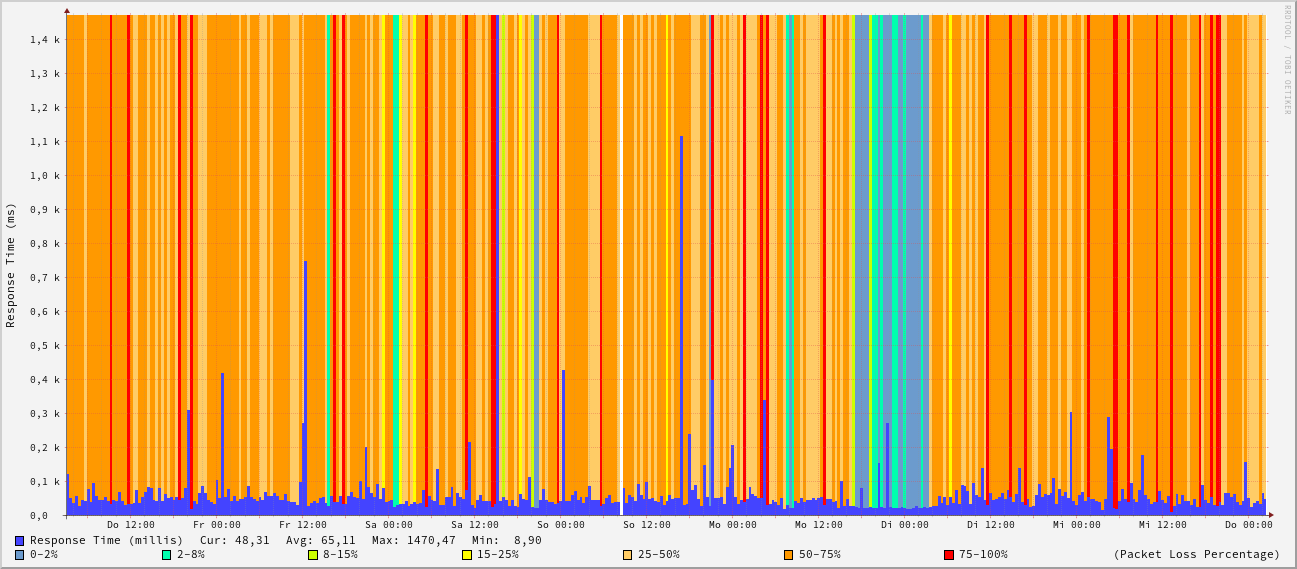 RRDTOOL / TOBI OETIKER
Response Time (ms)
1,4 k
1,3 k
1,2 k
1,1 k
1,0 k
0,9 k
0,8 k
0,7 k
0,6 k
0,5 k
0,4 k
0,3 k
0,2 k
0,1 k
0,0
Do 12:00 Fr 00:00 Fr 12:00 Sa 00:00 Sa 12:00 So 00:00 So 12:00 Mo 00:00 Mo 12:00 Di 00:00 Di 12:00 Mi 00:00 Mi 12:00 Do 00:00
Response Time (millis) Cur: 48,31 Avg: 65,11 Max: 1470,47 Min: 8,90
0-2% 2-8% 8-15% 15-25% 25-50% 50-75% 75-100% (Packet Loss Percentage)